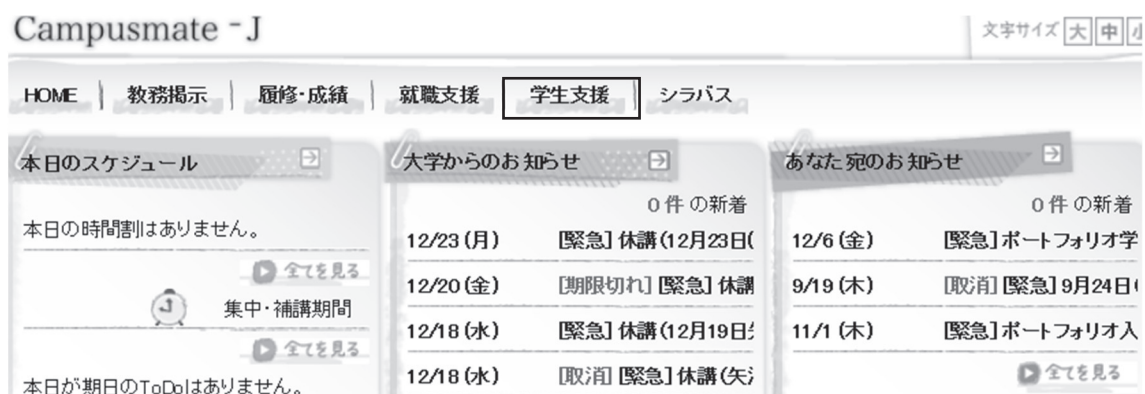 Campusmate - J
文字サイズ 大 中
HOME 教務掲示 履修・成績 就職支援 学生支援 シラバス
本日のスケジュール
本日の時間割はありません。
全てを見る
集中・補講期間
全てを見る
本日が期日のToDoはありません。
大学からのお知らせ
0件 の新着
12/23(月) [緊急] 休講(12月23日(
12/20(金) [期限切れ] [緊急] 休講
12/18(水) [緊急] 休講(12月19日
12/18(水) [取消] [緊急] 休講(矢
あなた宛のお知らせ
0件 の新着
12/6(金) [緊急] ポートフォリオ学
9/19(木) [取消] [緊急] 9月24日(
11/1(木) [緊急] ポートフォリオ入
全てを見る